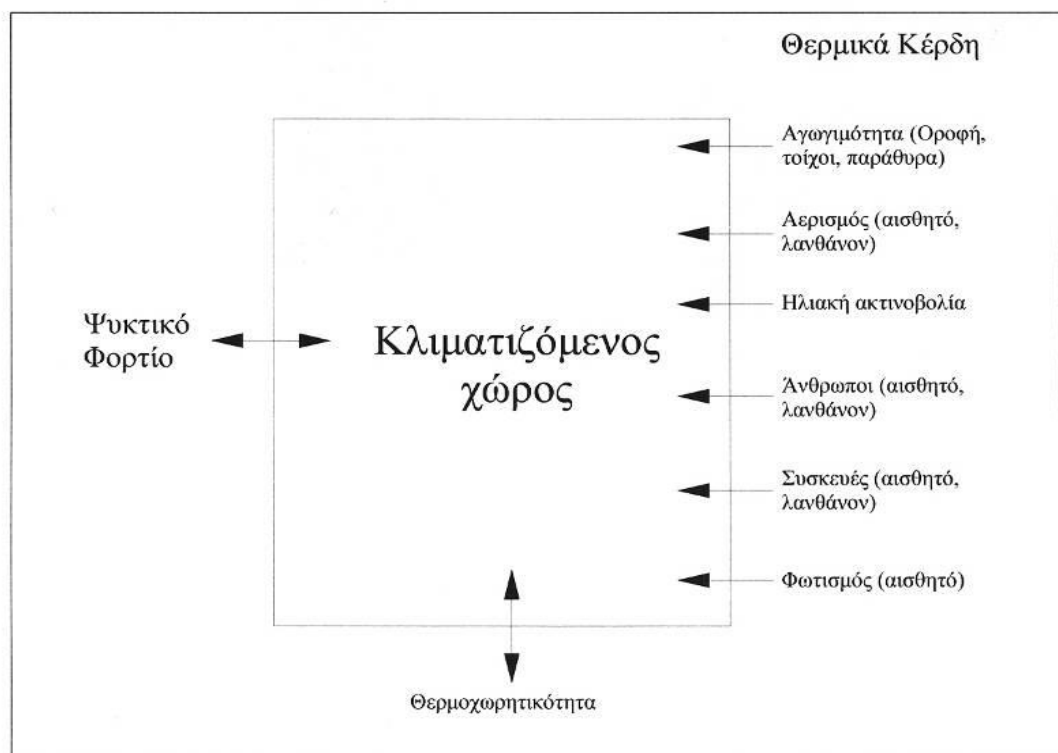 Θερμικά Κέρδη
Αγωγιμότητα (Οροφή,
τοίχοι, παράθυρα)
Αερισμός (αισθητό,
λανθάνον)
Ηλιακή ακτινοβολία
Ψυκτικό
Φορτίο
Κλιματιζόμενος
χώρος
Άνθρωποι (αισθητό,
λανθάνον)
Συσκευές (αισθητό,
λανθάνον)
Φωτισμός (αισθητό)
Θερμοχωρητικότητα